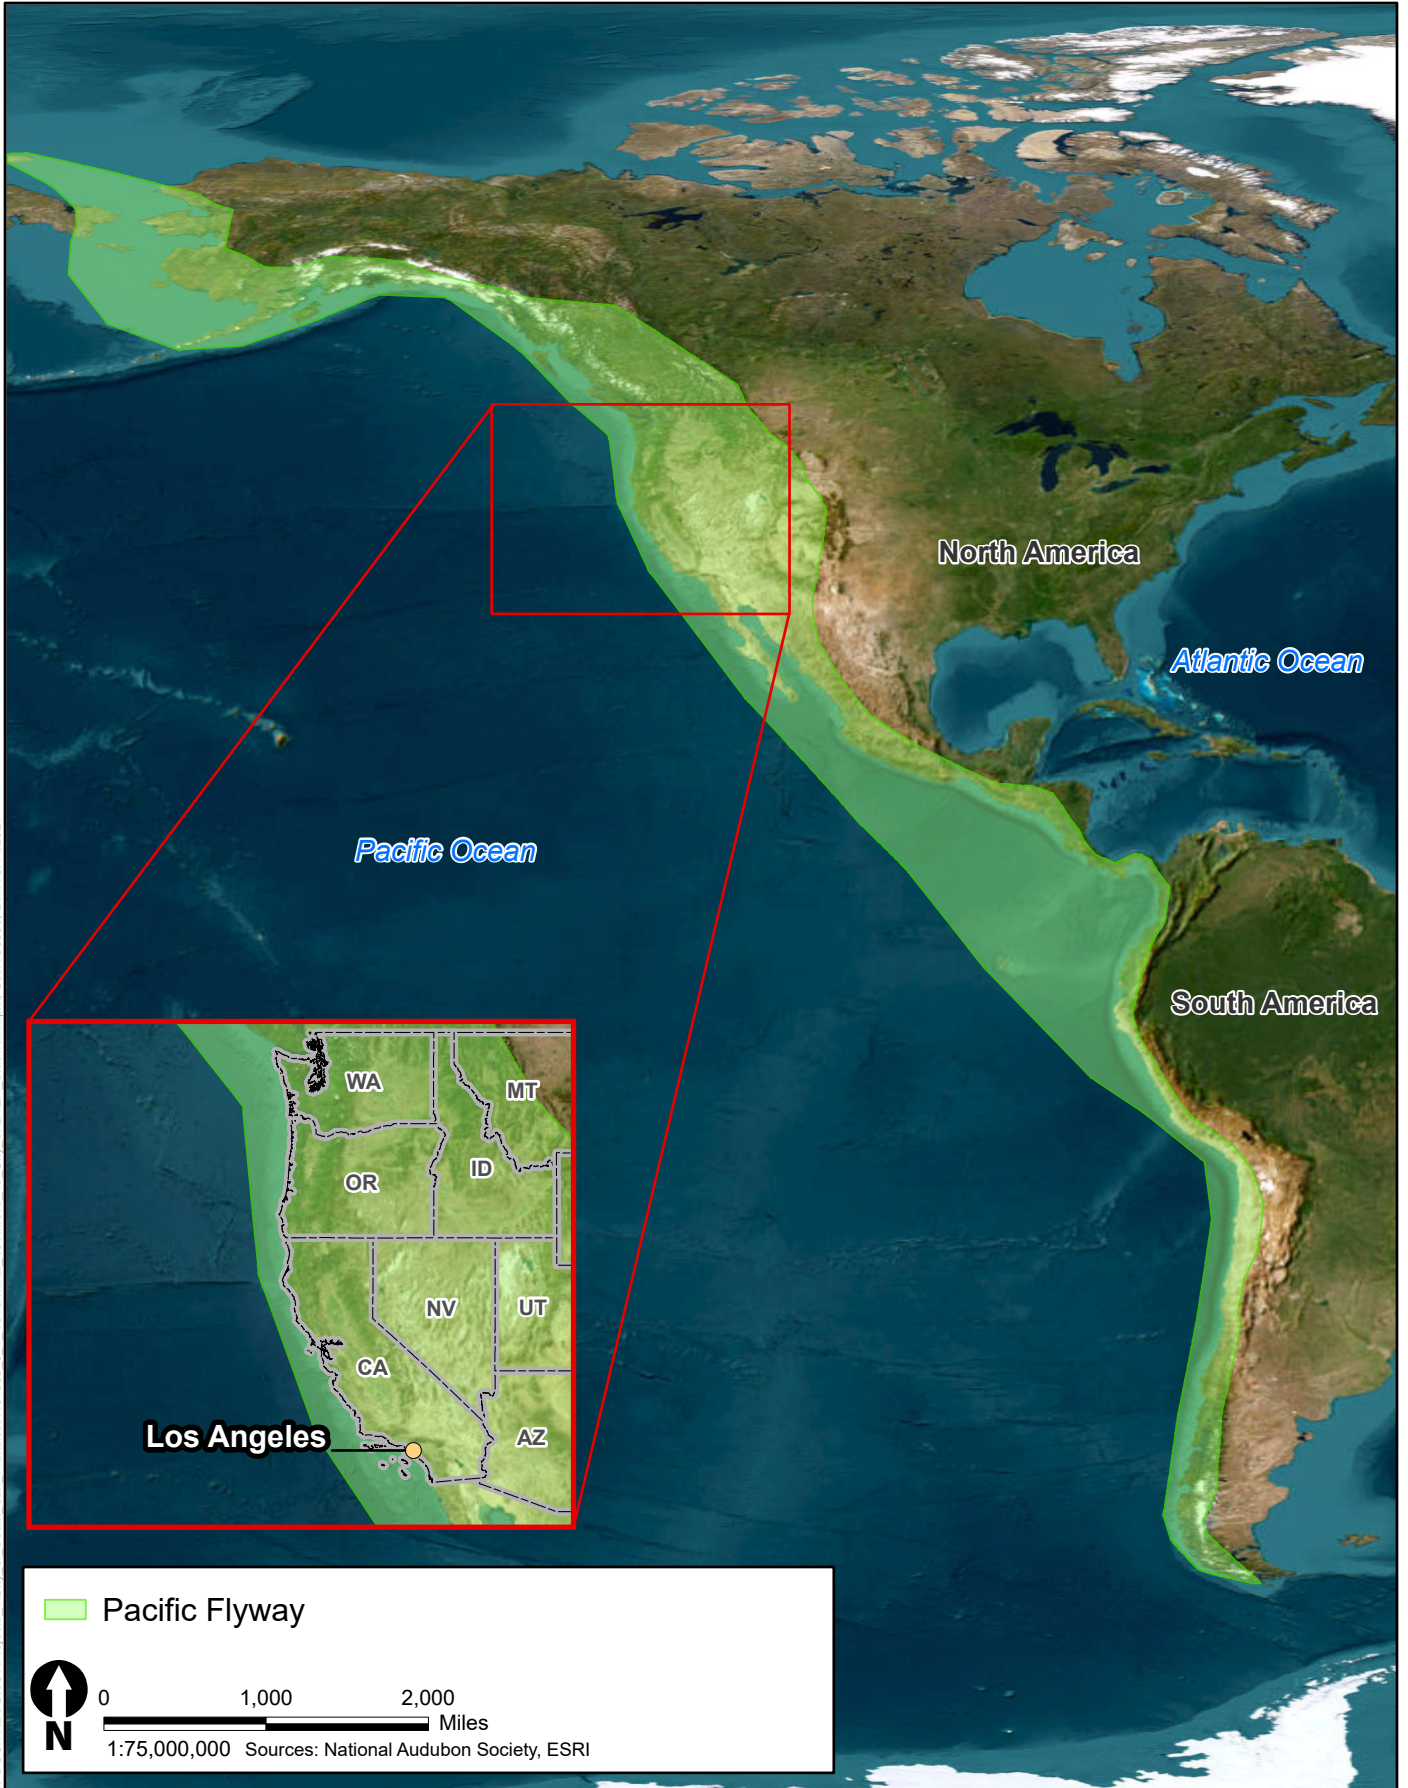 North America
Atlantic Ocean
Pacific Ocean
South America
WA
MT
OR
ID
NV
UT
CA
Los Angeles
AZ
Pacific Flyway
0 1,000 2,000
Miles
N
1:75,000,000 Sources: National Audubon Society, ESRI